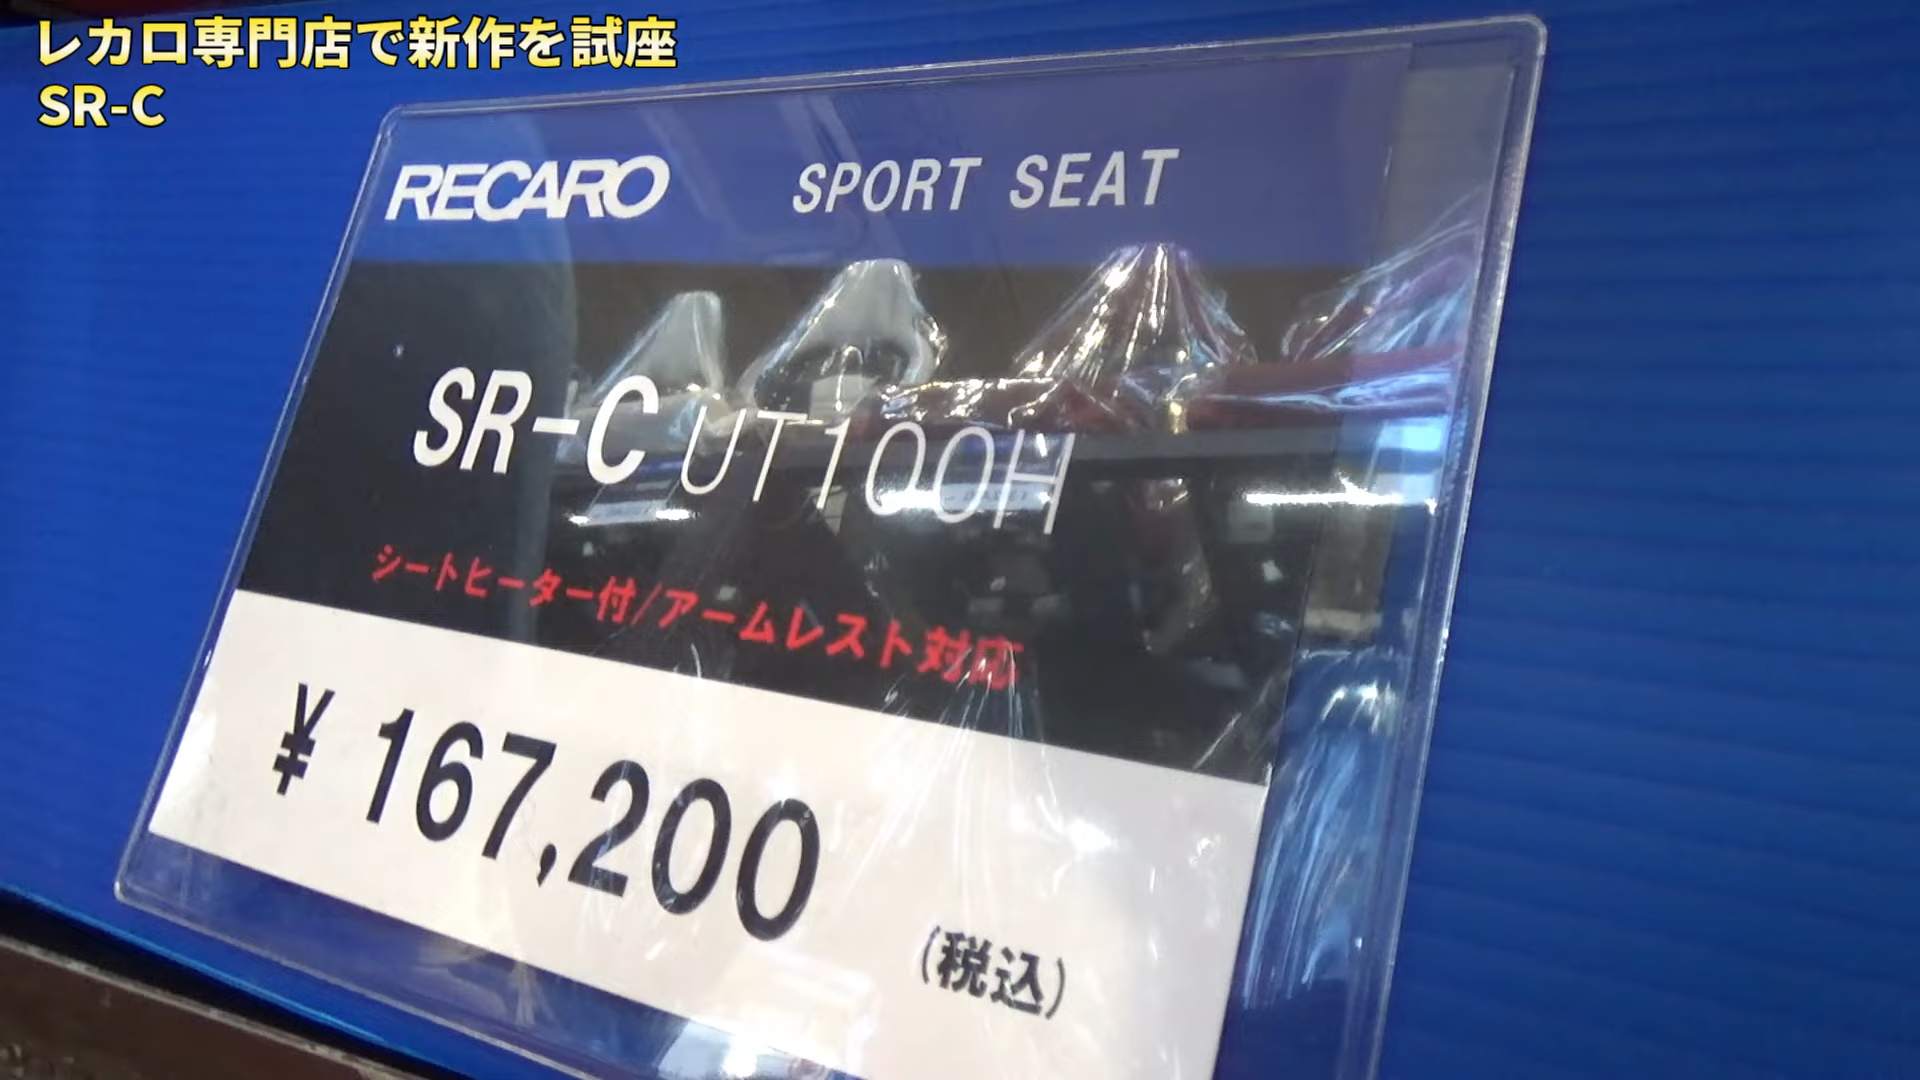 レカロ専門店で新作を試座
SR-C
RECARO SPORT SEAT
SR-C UT100H
シートヒーター付/アームレスト対応
¥ 167,200
(税込)